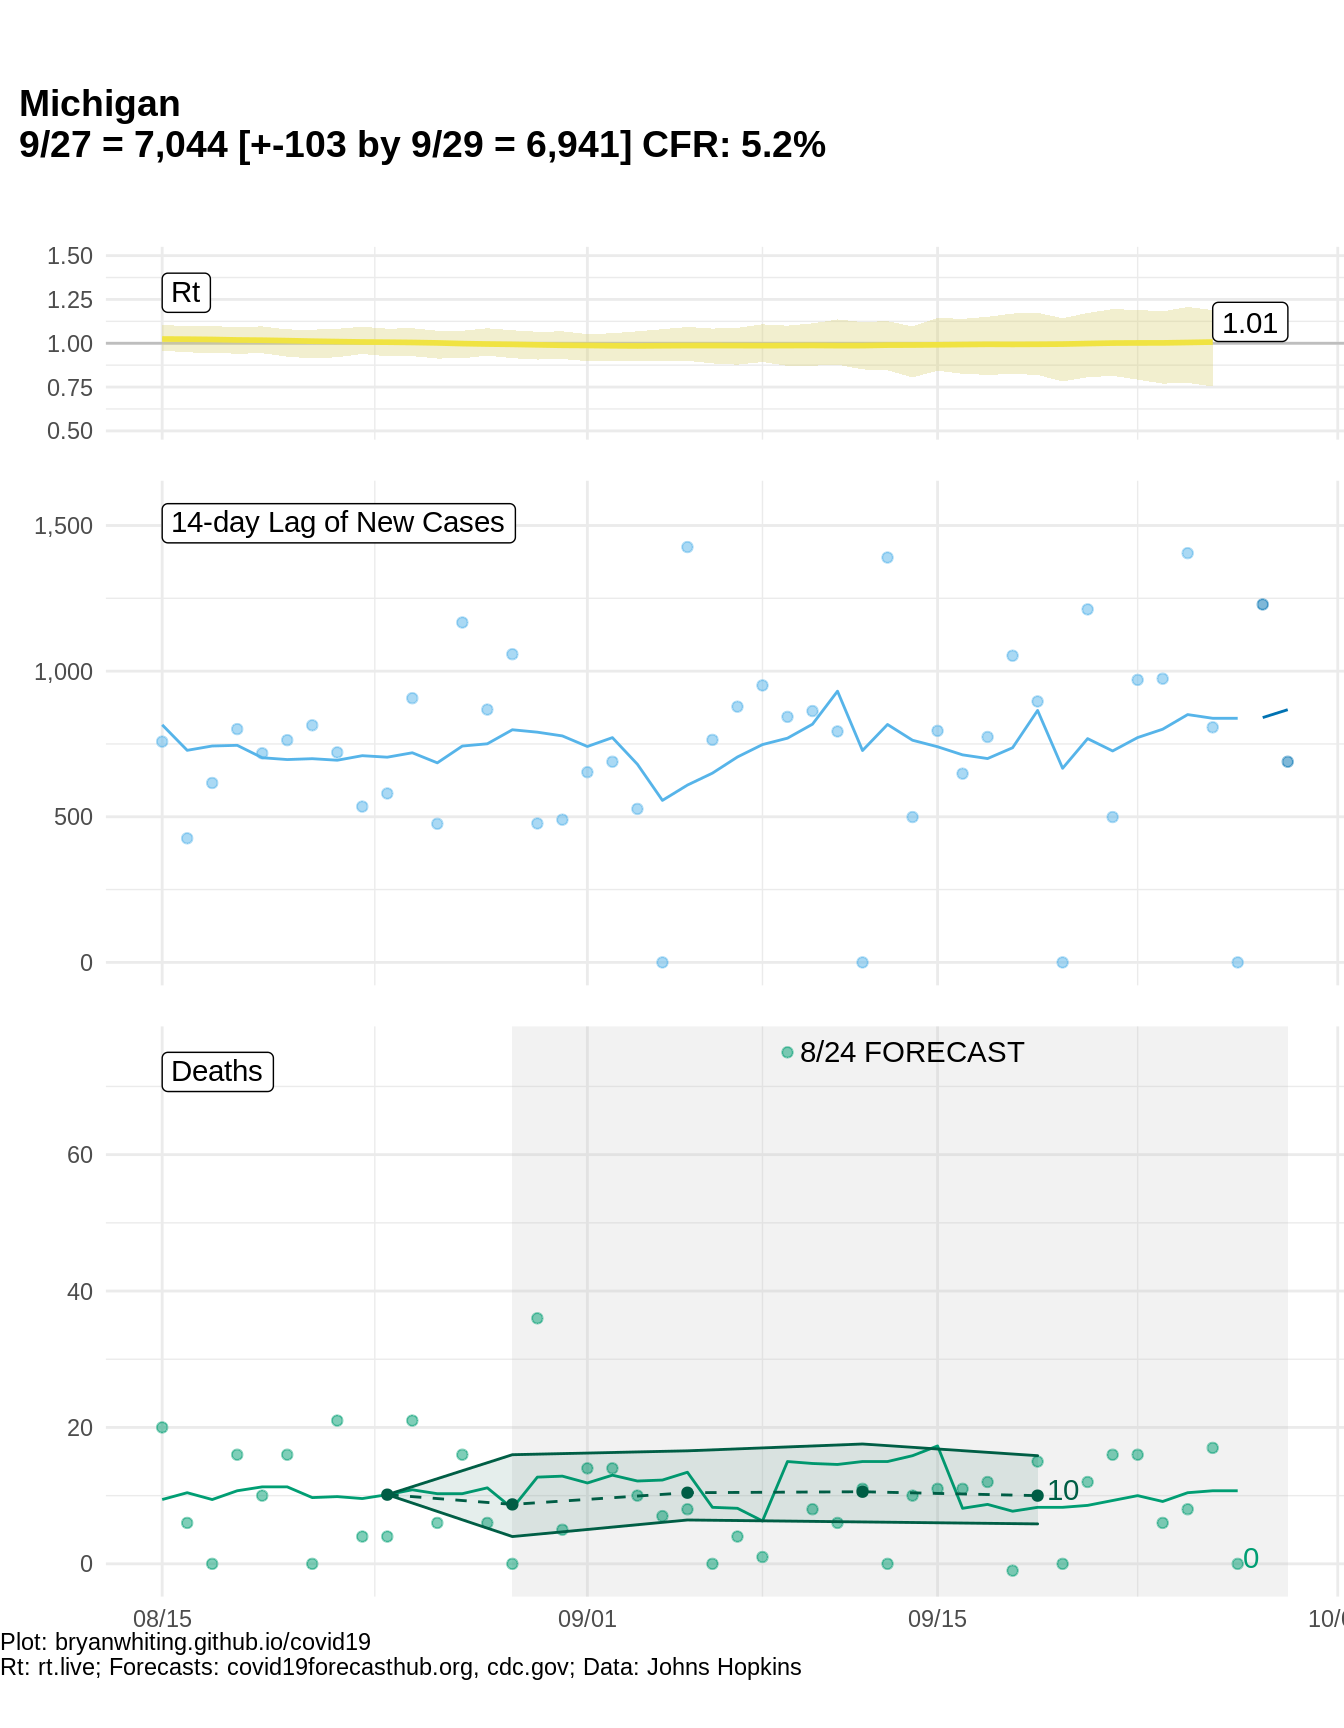 Michigan
9/27 = 7,044 [+-103 by 9/29 = 6,941] CFR: 5.2%
1.50
1.25
1.00
0.75
0.50
Rt
1.01
1,500
1,000
500
0
14-day Lag of New Cases
60
40
20
0
Deaths
8/24 FORECAST
10
0
08/15
09/01
09/15
10/0
Plot: bryanwhiting.github.io/covid19
Rt: rt.live; Forecasts: covid19forecasthub.org, cdc.gov; Data: Johns Hopkins